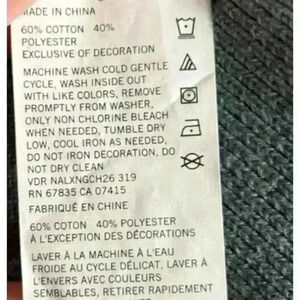 MADE IN CHINA
60% COTTON 40%
POLYESTER
EXCLUSIVE OF DECORATION
MACHINE WASH COLD GENTLE
CYCLE, WASH INSIDE OUT
WITH LIKE COLORS, REMOVE
PROMPTLY FROM WASHER,
ONLY NON CHLORINE BLEACH
WHEN NEEDED, TUMBLE DRY
LOW, COOL IRON AS NEEDED,
DO NOT IRON DECORATION, DO
NOT DRY CLEAN
VDR NALXNGCH26 319
RN 67835 CA 07415
FABRIQUÉ EN CHINE
60% COTON 40% POLYESTER
À L'EXCEPTION DES DÉCORATIONS
LAVER À LA MACHINE À L'EAU
FROIDE AU CYCLE DÉLICAT, LAVER À
L'ENVERS AVEC COULEURS
SEMBLABLES, RETIRER RAPIDEMENT